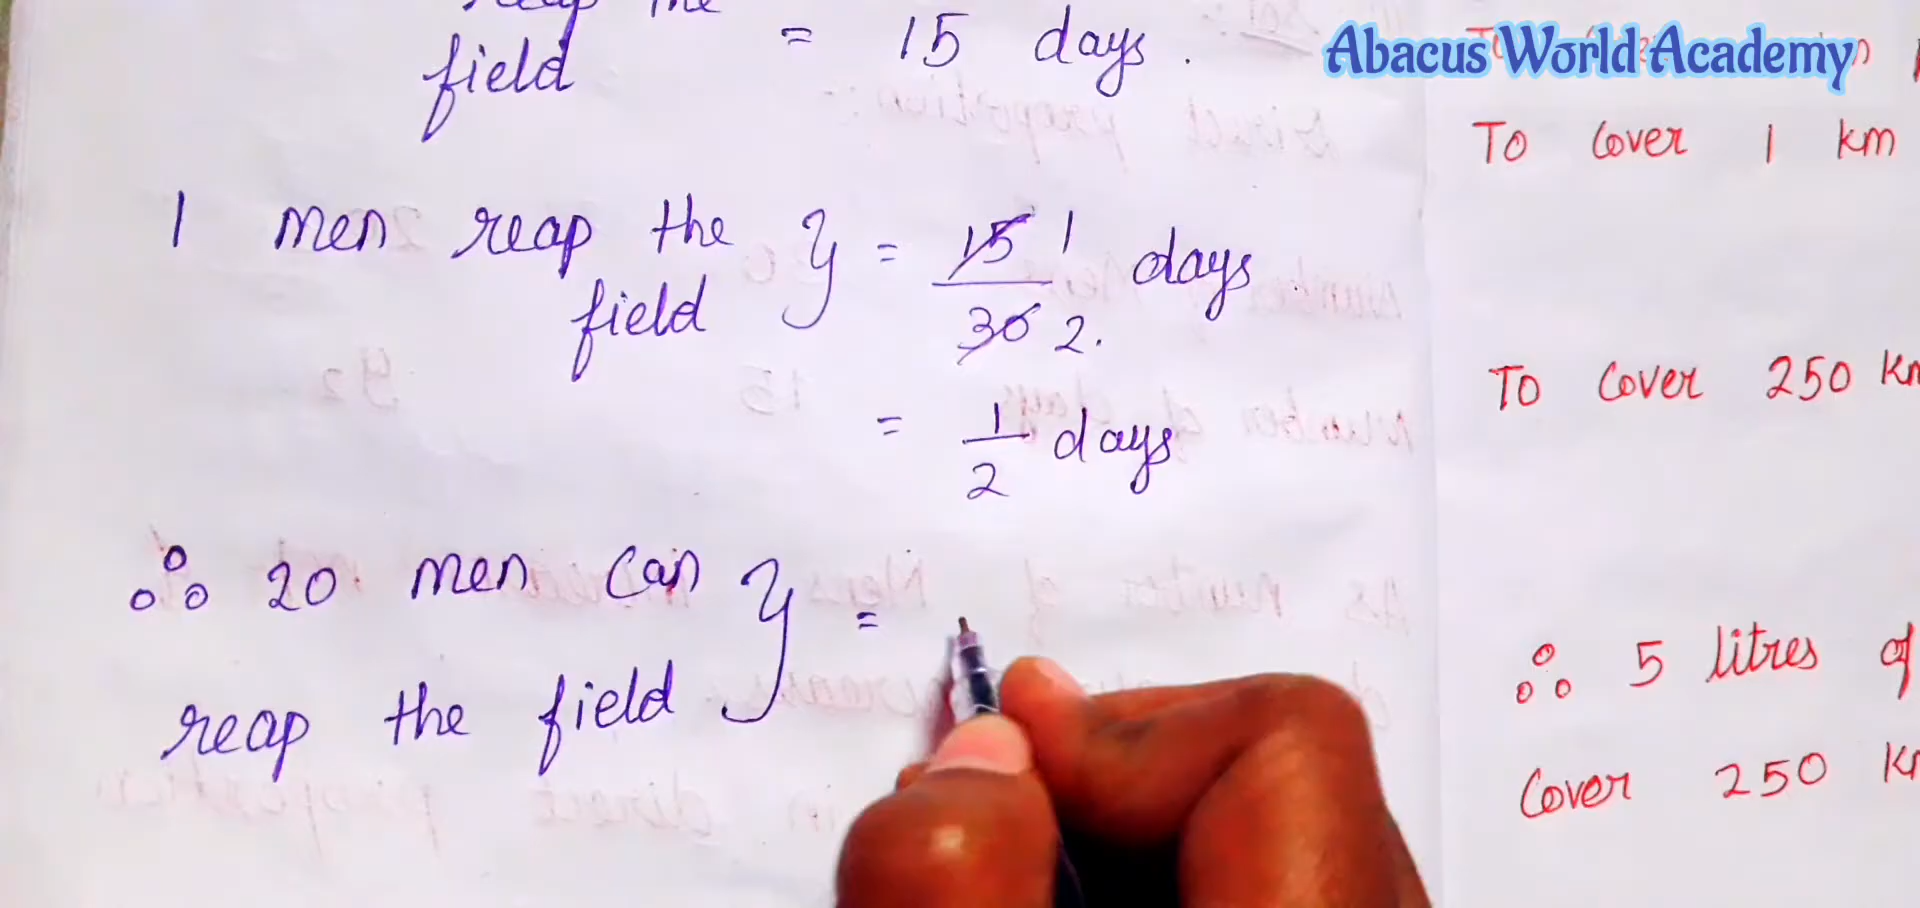 reap the
field = 15 days.
Abacus World Academy
To Cover 1 km
1 men reap the } = 15 1 days
field 30 2.
To Cover 250 km
= 1/2 days
∴ 20 men can } =
reap the field
∴ 5 litres of
Cover 250 km